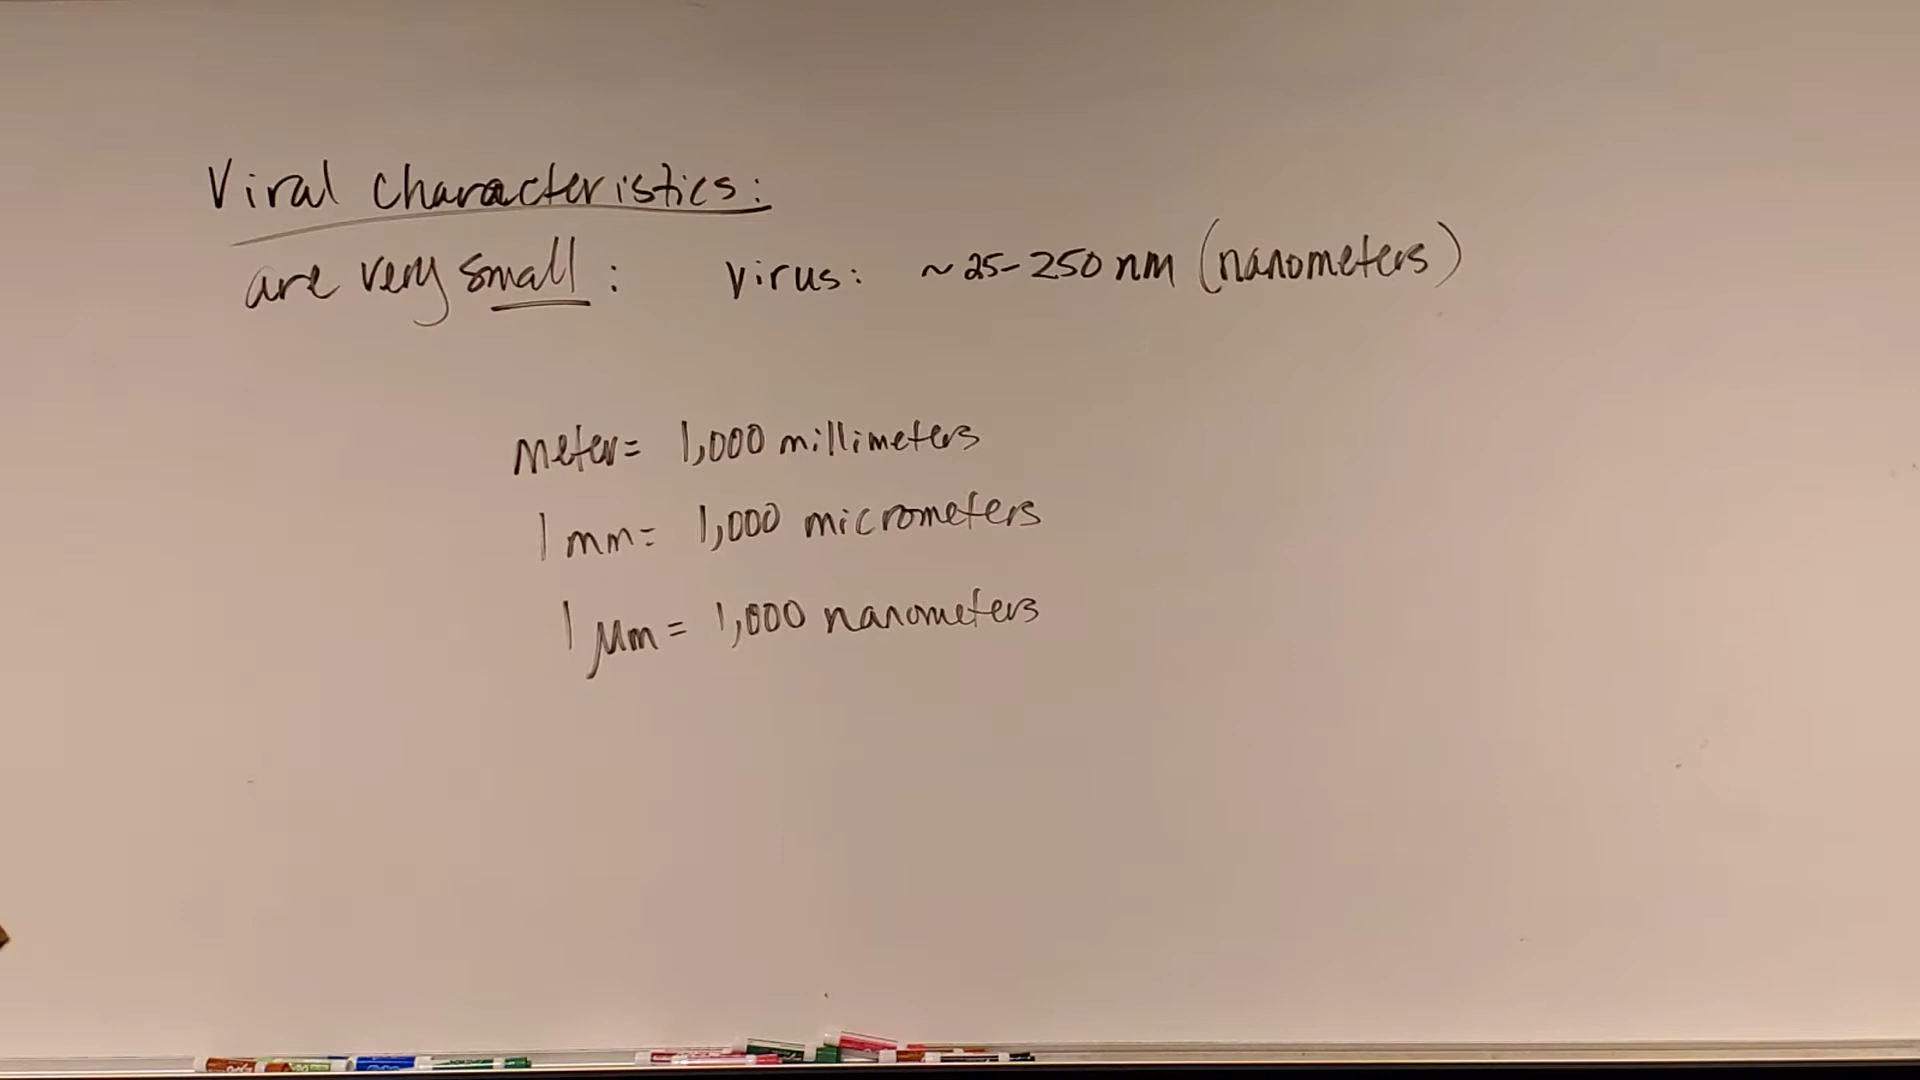 Viral characteristics:
are very small: virus: ~25-250 nm (nanometers)
meter= 1,000 millimeters
1 mm= 1,000 micrometers
1 μm= 1,000 nanometers